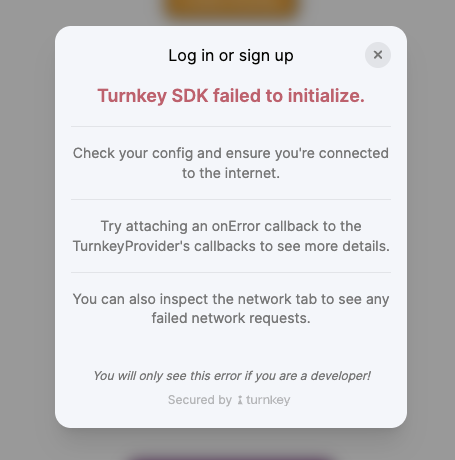 Log in or sign up
Turnkey SDK failed to initialize.
Check your config and ensure you're connected
to the internet.
Try attaching an onError callback to the
TurnkeyProvider's callbacks to see more details.
You can also inspect the network tab to see any
failed network requests.
You will only see this error if you are a developer!
Secured by turnkey